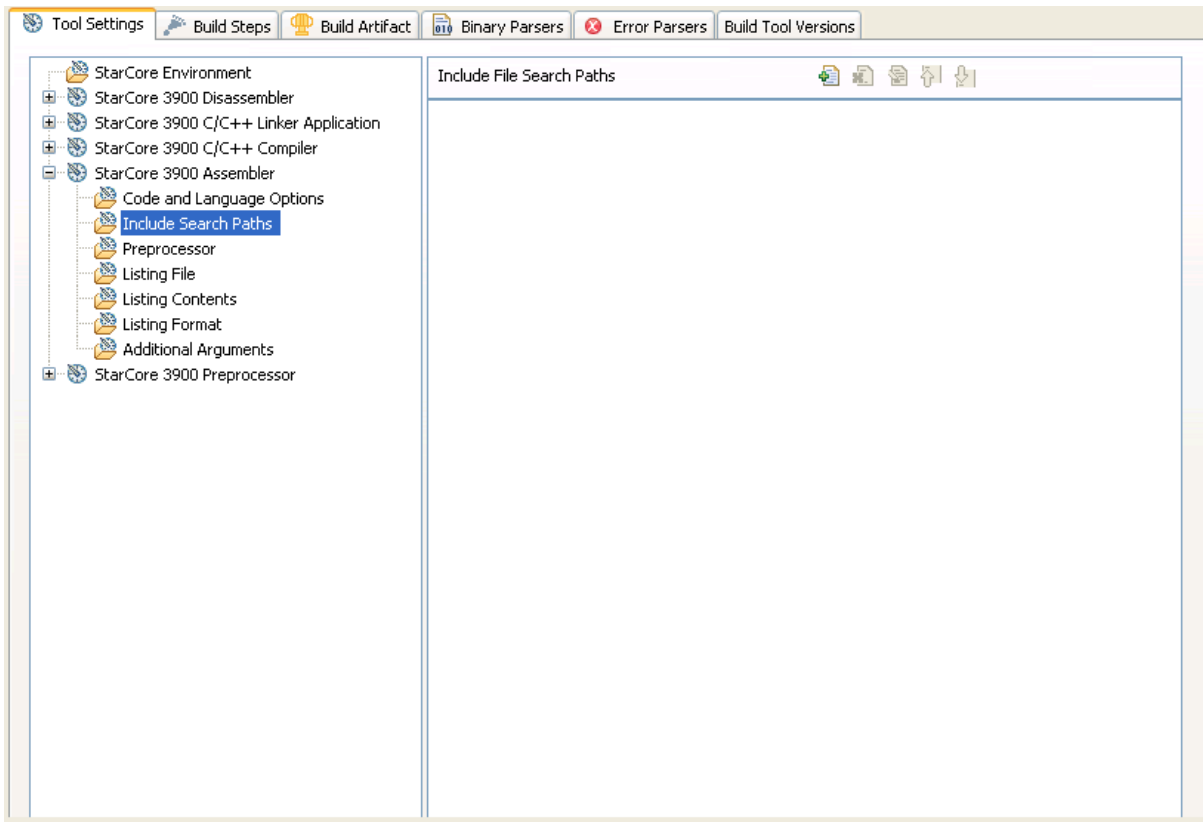 Tool Settings Build Steps Build Artifact Binary Parsers Error Parsers Build Tool Versions
StarCore Environment
StarCore 3900 Disassembler
StarCore 3900 C/C++ Linker Application
StarCore 3900 C/C++ Compiler
StarCore 3900 Assembler
Code and Language Options
Include Search Paths
Preprocessor
Listing File
Listing Contents
Listing Format
Additional Arguments
StarCore 3900 Preprocessor
Include File Search Paths